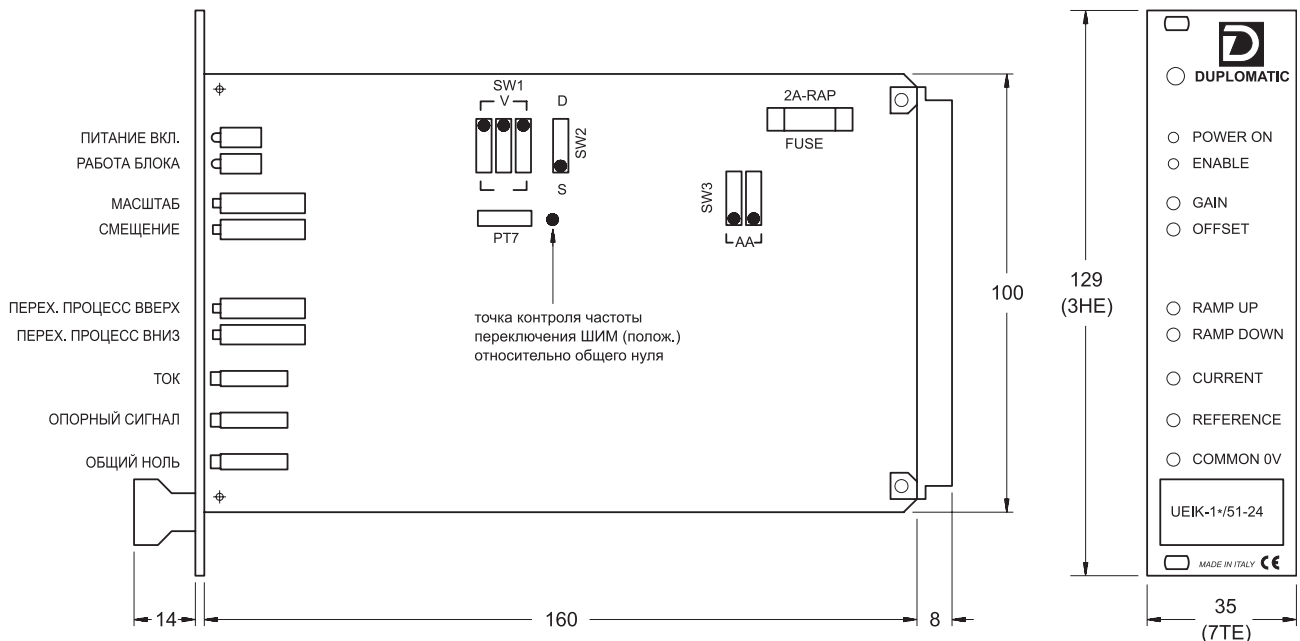 ПИТАНИЕ ВКЛ.
РАБОТА БЛОКА
МАСШТАБ
СМЕЩЕНИЕ
ПЕРЕХ. ПРОЦЕСС ВВЕРХ
ПЕРЕХ. ПРОЦЕСС ВНИЗ
ТОК
ОПОРНЫЙ СИГНАЛ
ОБЩИЙ НОЛЬ
SW1
V
D
SW2
S
PT7
точка контроля частоты
переключения ШИМ (полож.)
относительно общего нуля
2A-RAP
FUSE
SW3
AA
14
160
8
100
129
(3HE)
D
DUPLOMATIC
POWER ON
ENABLE
GAIN
OFFSET
RAMP UP
RAMP DOWN
CURRENT
REFERENCE
COMMON 0V
UEIK-1*/51-24
MADE IN ITALY CE
35
(7TE)